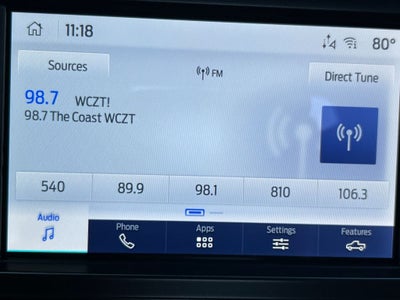 11:18
80°
Sources
FM
Direct Tune
98.7 WCZT!
98.7 The Coast WCZT
540 89.9 98.1 810 106.3
Audio Phone Apps Settings Features